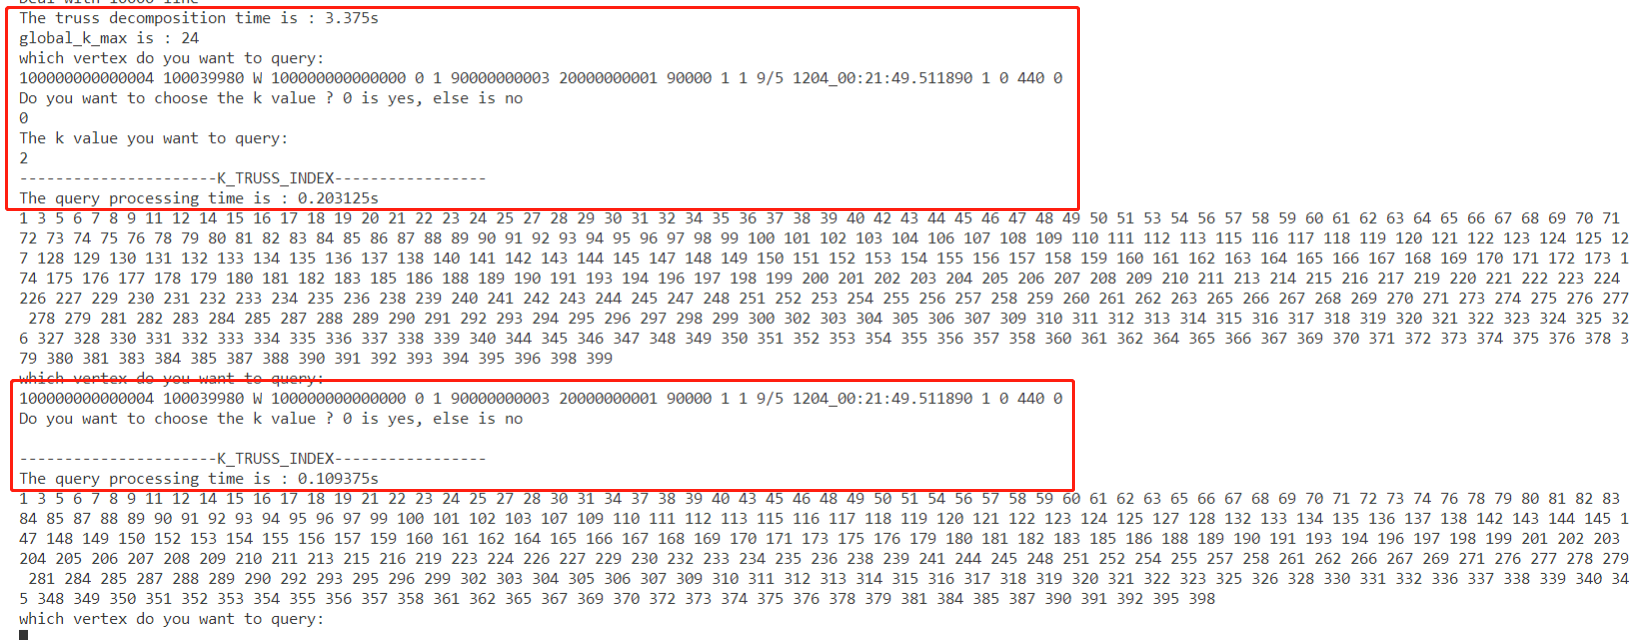 Deal with 10000 line
The truss decomposition time is : 3.375s
global_k_max is : 24
which vertex do you want to query:
100000000000004 100039980 W 100000000000000 0 1 90000000003 20000000001 90000 1 1 9/5 1204_00:21:49.511890 1 0 440 0
Do you want to choose the k value ? 0 is yes, else is no
0
The k value you want to query:
2
----------------------K_TRUSS_INDEX-----------------
The query processing time is : 0.203125s
1 3 5 6 7 8 9 11 12 14 15 16 17 18 19 20 21 22 23 24 25 27 28 29 30 31 32 34 35 36 37 38 39 40 42 43 44 45 46 47 48 49 50 51 53 54 56 57 58 59 60 61 62 63 64 65 66 67 68 69 70 71
72 73 74 75 76 78 79 80 81 82 83 84 85 86 87 88 89 90 91 92 93 94 95 96 97 98 99 100 101 102 103 104 106 107 108 109 110 111 112 113 115 116 117 118 119 120 121 122 123 124 125 12
7 128 129 130 131 132 133 134 135 136 137 138 140 141 142 143 144 145 147 148 149 150 151 152 153 154 155 156 157 158 159 160 161 162 163 164 165 166 167 168 169 170 171 172 173 1
74 175 176 177 178 179 180 181 182 183 185 186 188 189 190 191 193 194 196 197 198 199 200 201 202 203 204 205 206 207 208 209 210 211 213 214 215 216 217 219 220 221 222 223 224
226 227 229 230 231 232 233 234 235 236 238 239 240 241 242 243 244 245 247 248 251 252 253 254 255 256 257 258 259 260 261 262 263 265 266 267 268 269 270 271 273 274 275 276 277
278 279 281 282 283 284 285 287 288 289 290 291 292 293 294 295 296 297 298 299 300 302 303 304 305 306 307 309 310 311 312 313 314 315 316 317 318 319 320 321 322 323 324 325 32
6 327 328 330 331 332 333 334 335 336 337 338 339 340 344 345 346 347 348 349 350 351 352 353 354 355 356 357 358 360 361 362 364 365 366 367 369 370 371 372 373 374 375 376 378 3
79 380 381 383 384 385 387 388 390 391 392 393 394 395 396 398 399
which vertex do you want to query:
100000000000004 100039980 W 100000000000000 0 1 90000000003 20000000001 90000 1 1 9/5 1204_00:21:49.511890 1 0 440 0
Do you want to choose the k value ? 0 is yes, else is no
----------------------K_TRUSS_INDEX-----------------
The query processing time is : 0.109375s
1 3 5 6 7 8 9 11 12 14 15 16 17 18 19 21 22 23 24 25 27 28 30 31 34 37 38 39 40 43 45 46 48 49 50 51 54 56 57 58 59 60 61 62 63 65 66 67 68 69 70 71 72 73 74 76 78 79 80 81 82 83
84 85 87 88 89 90 91 92 93 94 95 96 97 99 100 101 102 103 107 109 110 111 112 113 115 116 117 118 119 120 121 122 123 124 125 127 128 132 133 134 135 136 137 138 142 143 144 145 1
47 148 149 150 152 153 154 155 156 157 159 160 161 162 164 165 166 168 169 170 171 173 175 176 179 180 181 182 183 185 186 188 189 190 191 193 194 196 197 198 199 201 202 203
204 205 206 207 208 209 210 211 213 215 216 219 223 224 226 227 229 230 232 233 234 235 236 238 239 241 244 245 248 251 252 254 255 257 258 261 262 266 267 269 271 276 277 278 279
281 284 285 287 288 289 290 292 293 295 296 299 302 303 304 305 306 307 309 310 311 312 313 314 315 316 317 318 319 320 321 322 323 325 326 328 330 331 332 336 337 338 339 340 34
5 348 349 350 351 352 353 354 355 356 357 358 361 362 365 367 369 370 372 373 374 375 376 378 379 381 384 385 387 390 391 392 395 398
which vertex do you want to query: